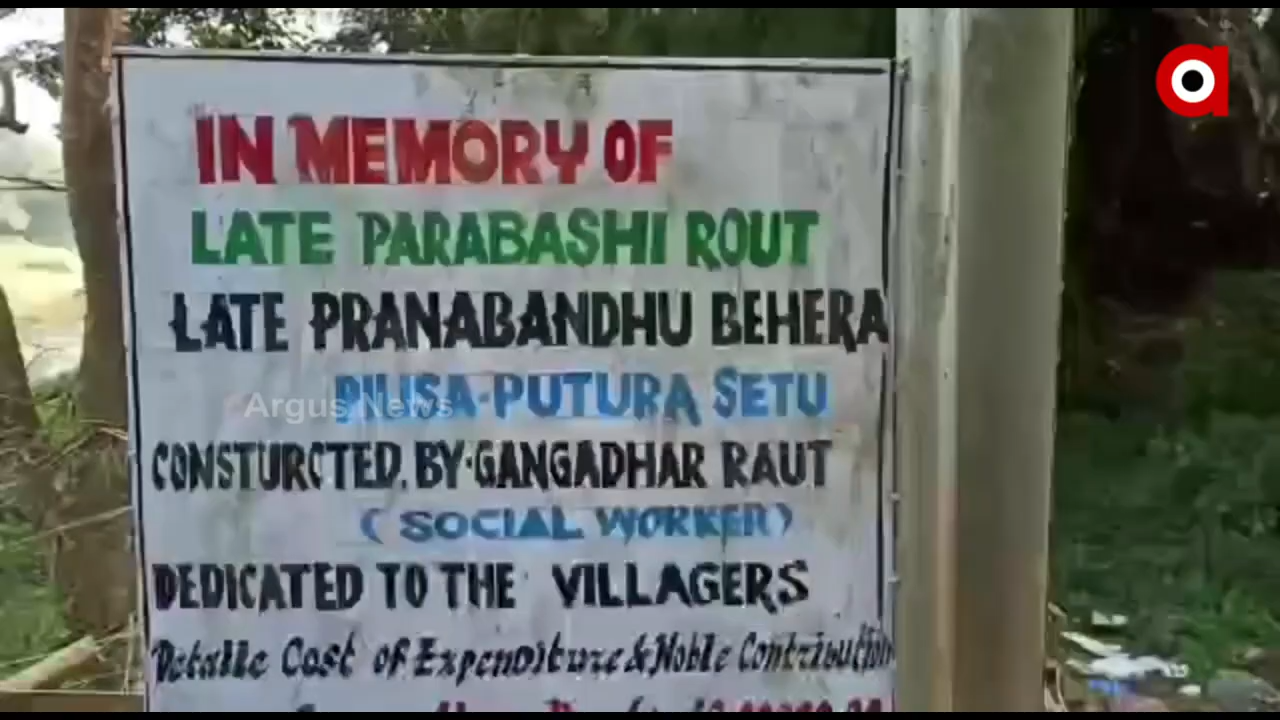 IN MEMORY OF
LATE PARABASHI ROUT
LATE PRANABANDHU BEHERA
PILISA-PUTURA SETU
Argus News
CONSTURCTED. BY-GANGADHAR RAUT
(SOCIAL WORKER)
DEDICATED TO THE VILLAGERS
Detaile Cost of Expenditure & Noble Contribution